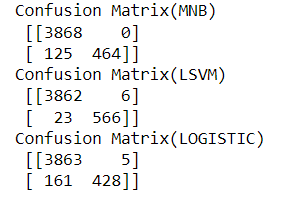 Confusion Matrix(MNB)
[[3868 0]
[ 125 464]]
Confusion Matrix(LSVM)
[[3862 6]
[ 23 566]]
Confusion Matrix(LOGISTIC)
[[3863 5]
[ 161 428]]